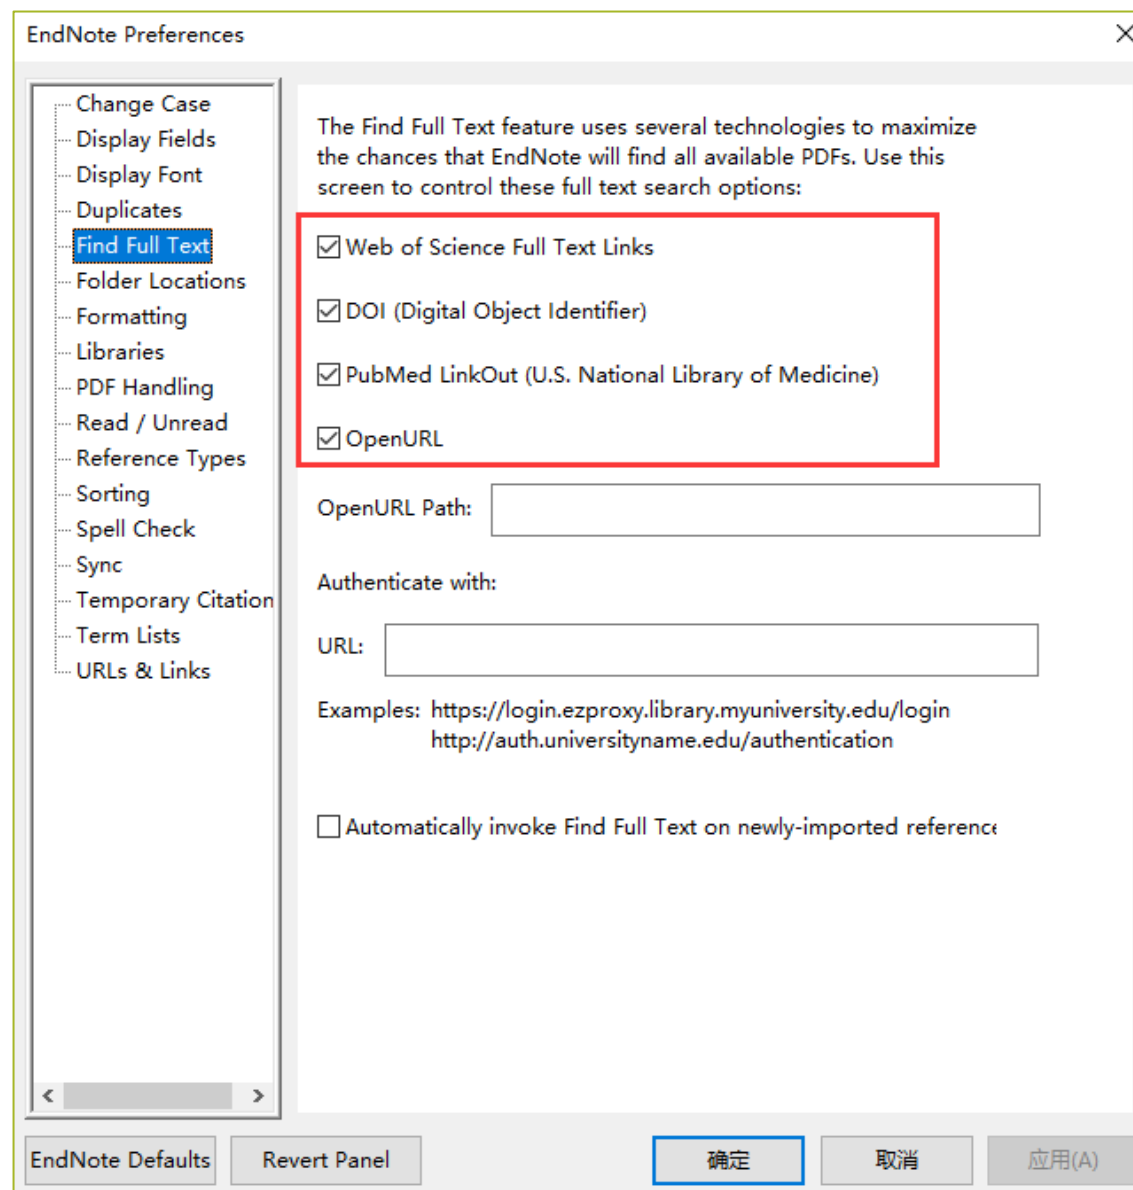 EndNote Preferences
Change Case
Display Fields
Display Font
Duplicates
Find Full Text
Folder Locations
Formatting
Libraries
PDF Handling
Read / Unread
Reference Types
Sorting
Spell Check
Sync
Temporary Citation
Term Lists
URLs & Links
The Find Full Text feature uses several technologies to maximize
the chances that EndNote will find all available PDFs. Use this
screen to control these full text search options:
Web of Science Full Text Links
DOI (Digital Object Identifier)
PubMed LinkOut (U.S. National Library of Medicine)
OpenURL
OpenURL Path:
Authenticate with:
URL:
Examples: https://login.ezproxy.library.myuniversity.edu/login
http://auth.universityname.edu/authentication
Automatically invoke Find Full Text on newly-imported reference
EndNote Defaults
Revert Panel
确定
取消
应用(A)